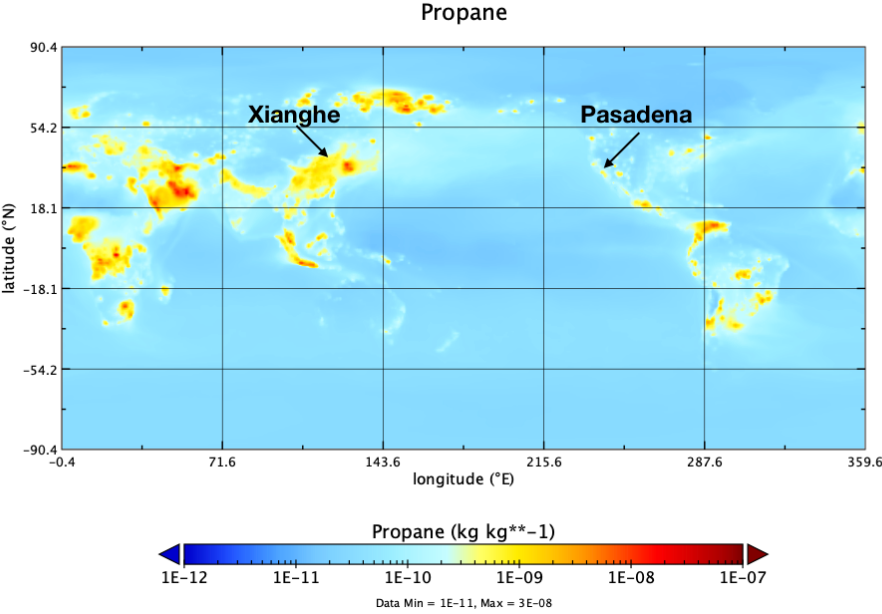 Propane
90.4
54.2
18.1
−18.1
−54.2
−90.4
latitude (°N)
Xianghe
Pasadena
−0.4 71.6 143.6 215.6 287.6 359.6
longitude (°E)
Propane (kg kg**−1)
1E−12 1E−11 1E−10 1E−09 1E−08 1E−07
Data Min = 1E−11, Max = 3E−08